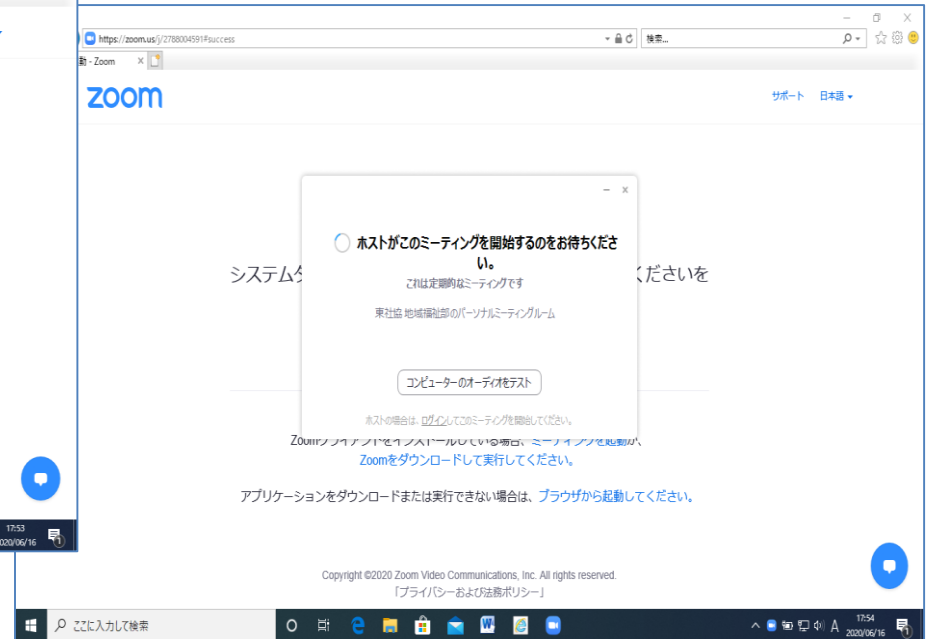 https://zoom.us/j/2788004591#success
検索...
動 - Zoom
zoom
サポート 日本語
ホストがこのミーティングを開始するのをお待ちくださ
い。
これは定期的なミーティングです
東社協 地域福祉部のパーソナルミーティングルーム
システム
くださいを
コンピューターのオーディオをテスト
ホストの場合は、ログインしてこのミーティングを開始してください。
Zoomクライアントをインストールしている場合、ミーティングを起動か、
Zoomをダウンロードして実行してください。
アプリケーションをダウンロードまたは実行できない場合は、ブラウザから起動してください。
Copyright ©2020 Zoom Video Communications, Inc. All rights reserved.
「プライバシーおよび法務ポリシー」
17:53
020/06/16
1
ここに入力して検索
A
17:54
2020/06/16
1